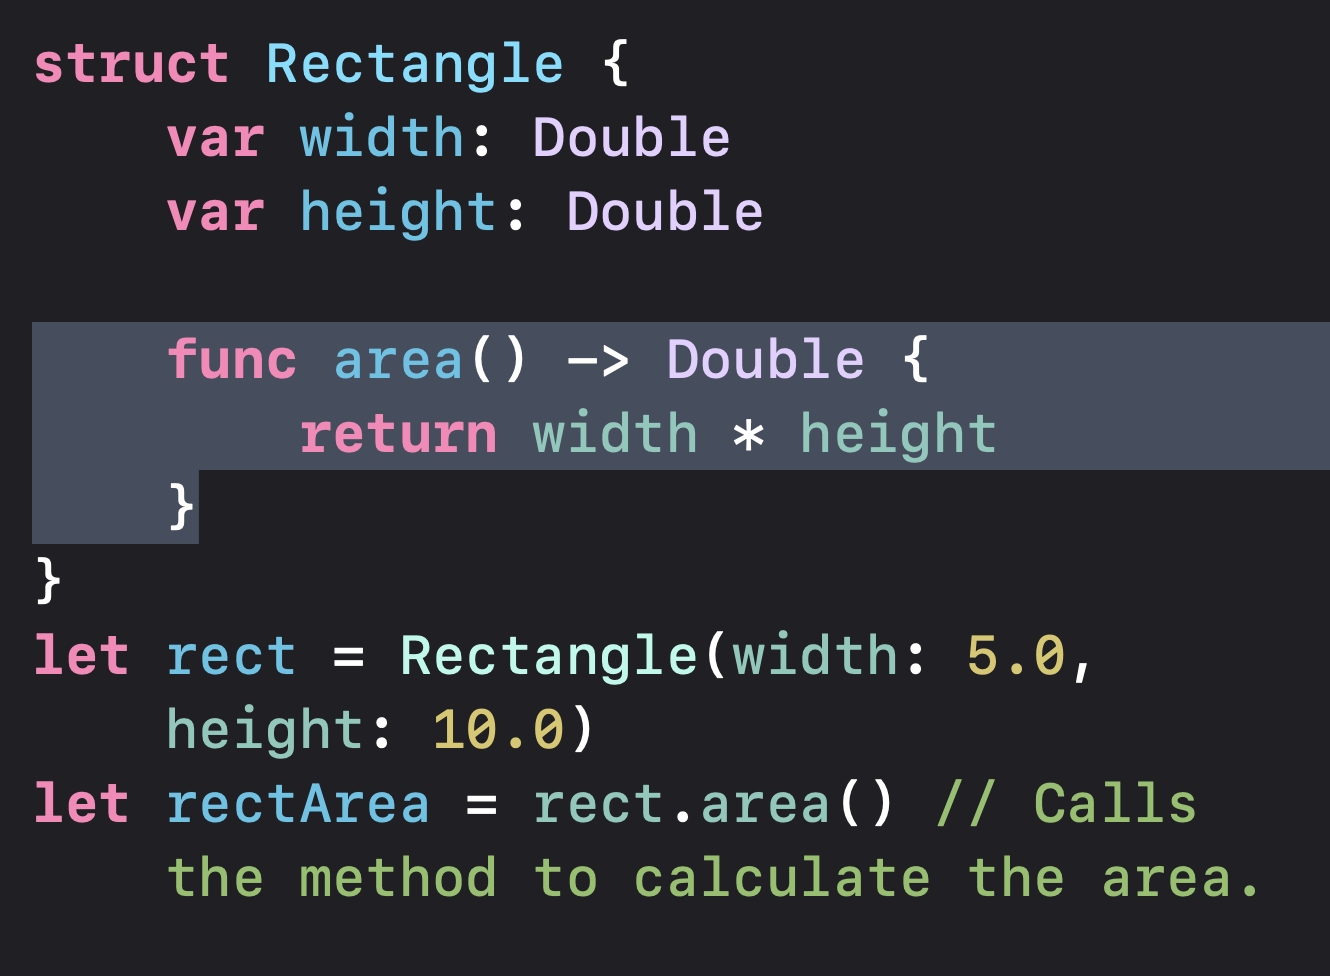 struct Rectangle {
    var width: Double
    var height: Double

    func area() -> Double {
        return width * height
    }
}
let rect = Rectangle(width: 5.0,
    height: 10.0)
let rectArea = rect.area() // Calls
    the method to calculate the area.